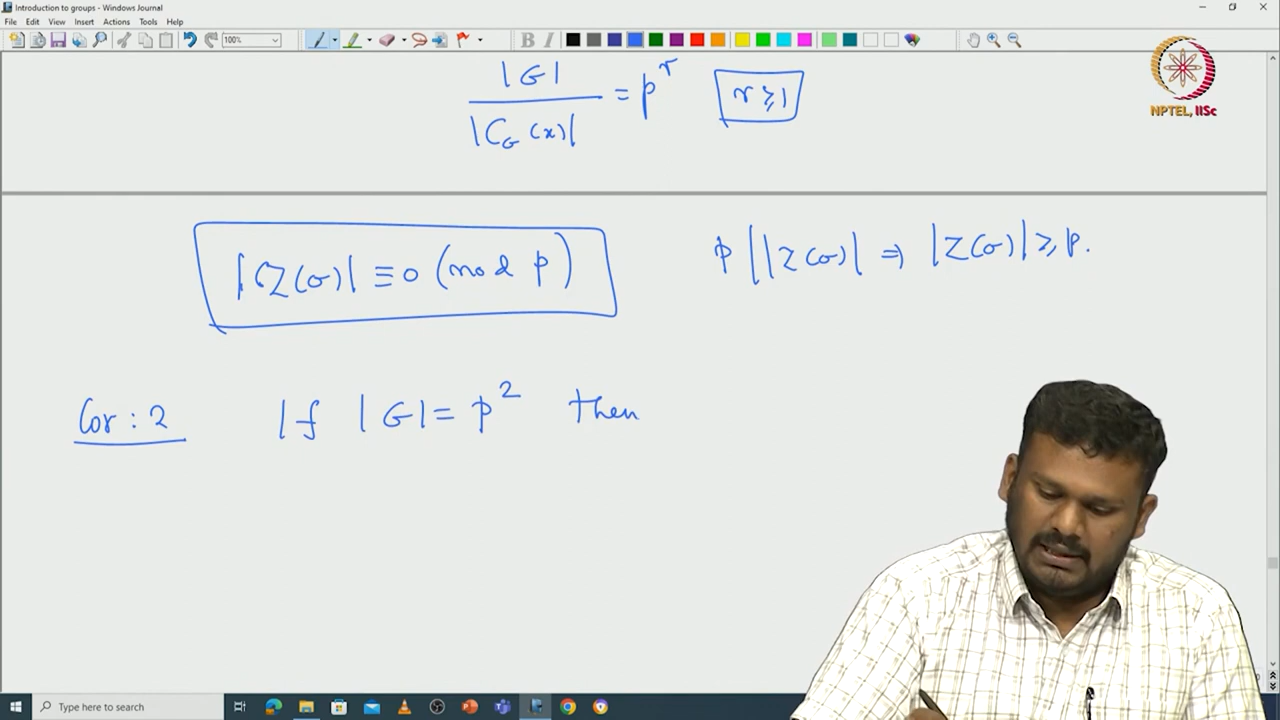 Introduction to groups - Windows Journal
File Edit View Insert Actions Tools Help
100%
B I
NPTEL, IISc
|G|
/ |C_G(x)| = p^r r ≥ 1
|Z(G)| ≡ 0 (mod p) p | |Z(G)| ⇒ |Z(G)| ≥ p.
Cor : 2 If |G| = p^2 then
Type here to search